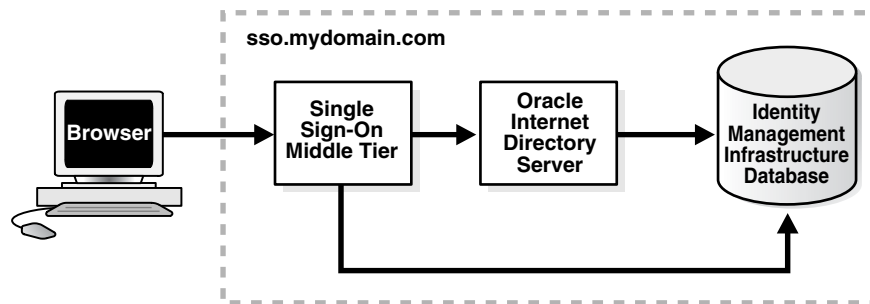 sso.mydomain.com
Browser
Single
Sign-On
Middle Tier
Oracle
Internet
Directory
Server
Identity
Management
Infrastructure
Database